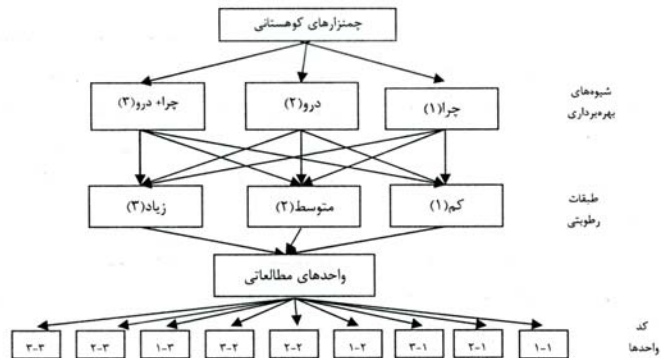 چمنزارهای کوهستانی
شیوه‌های
بهره‌برداری
چرا(۱)
درو(۲)
چرا+ درو(۳)
طبقات
رطوبتی
کم(۱)
متوسط(۲)
زیاد(۳)
واحدهای مطالعاتی
کد
واحدها
۱-۱
۲-۱
۳-۱
۱-۲
۲-۲
۳-۲
۱-۳
۲-۳
۳-۳